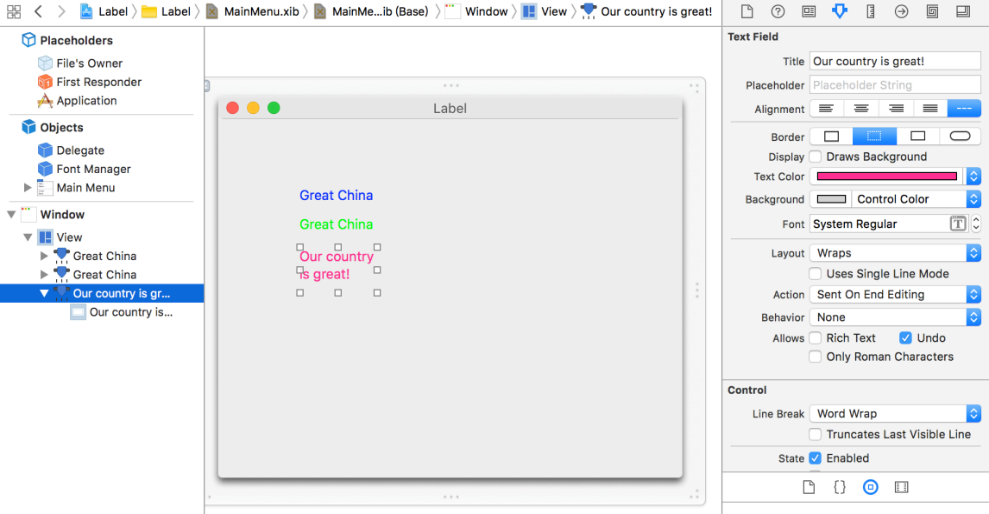 Label
Label
MainMenu.xib
MainMe...ib (Base)
Window
View
Our country is great!
Placeholders
File's Owner
First Responder
Application
Objects
Delegate
Font Manager
Main Menu
Window
View
Great China
Great China
Our country is gr...
Our country is...
Label
Great China
Great China
Our country
is great!
Text Field
Title Our country is great!
Placeholder Placeholder String
Alignment
Border
Display Draws Background
Text Color
Background Control Color
Font System Regular T
Layout Wraps
Uses Single Line Mode
Action Sent On End Editing
Behavior None
Allows Rich Text Undo
Only Roman Characters
Control
Line Break Word Wrap
Truncates Last Visible Line
State Enabled